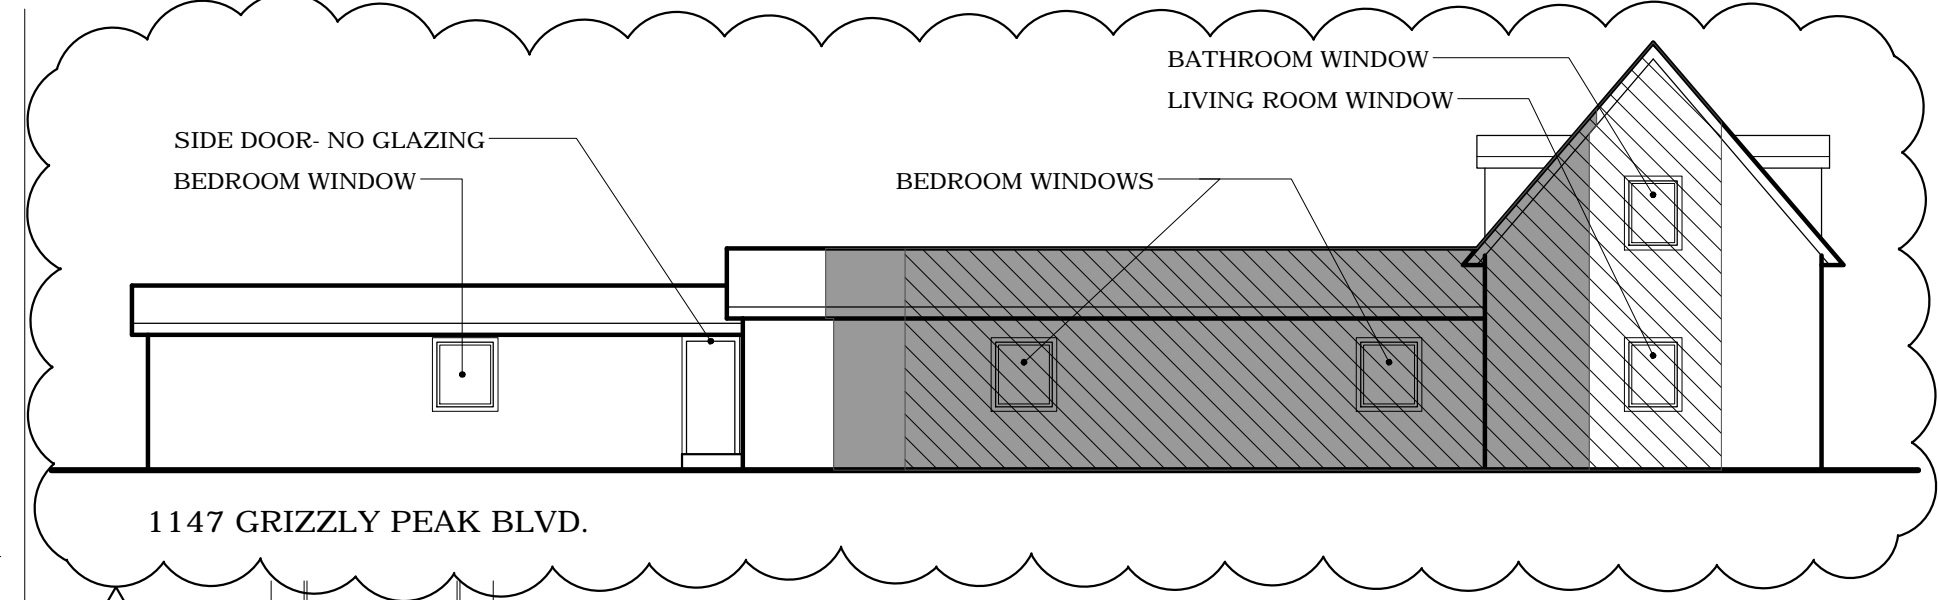 BATHROOM WINDOW
LIVING ROOM WINDOW
SIDE DOOR- NO GLAZING
BEDROOM WINDOW
BEDROOM WINDOWS
1147 GRIZZLY PEAK BLVD.